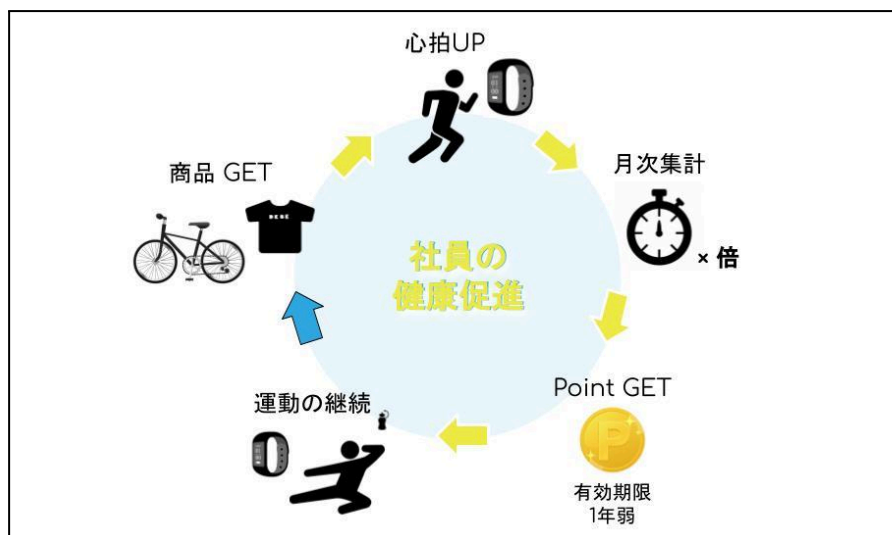 心拍UP
月次集計
× 倍
Point GET
有効期限
1年弱
運動の継続
商品 GET
社員の
健康促進